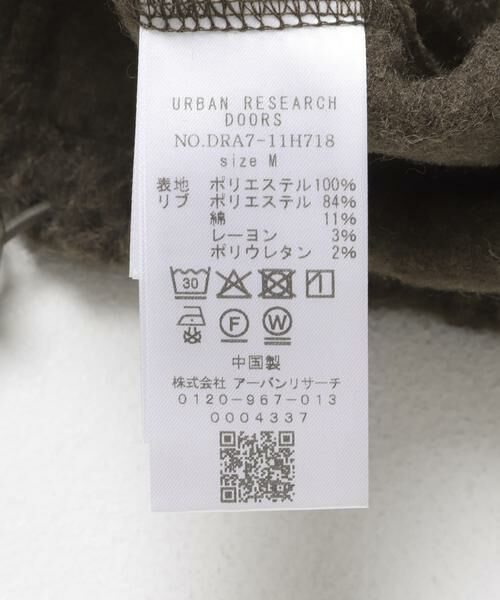 URBAN RESEARCH
DOORS
NO.DRA7-11H718
size M
表地 ポリエステル100%
リブ ポリエステル 84%
綿 11%
レーヨン 3%
ポリウレタン 2%
30
F W
中国製
株式会社 アーバンリサーチ
0120-967-013
0004337